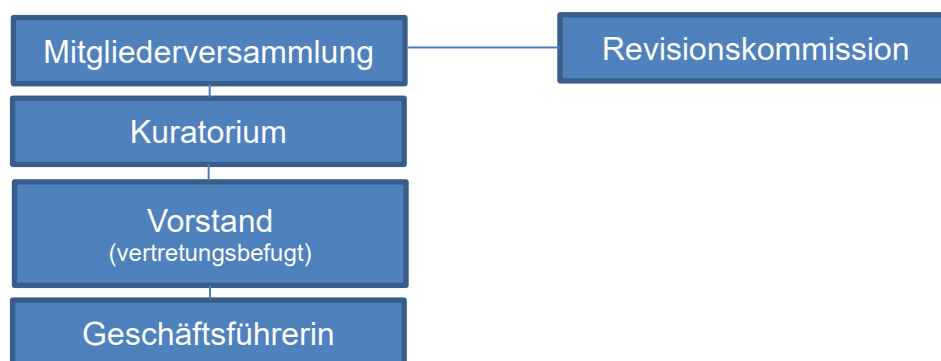 Mitgliederversammlung
Revisionskommission
Kuratorium
Vorstand
(vertretungsbefugt)
Geschäftsführerin